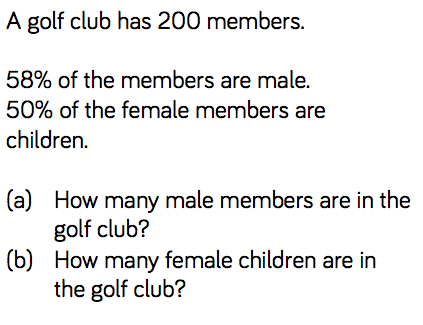 A golf club has 200 members.
58% of the members are male.
50% of the female members are
children.
(a) How many male members are in the
golf club?
(b) How many female children are in
the golf club?